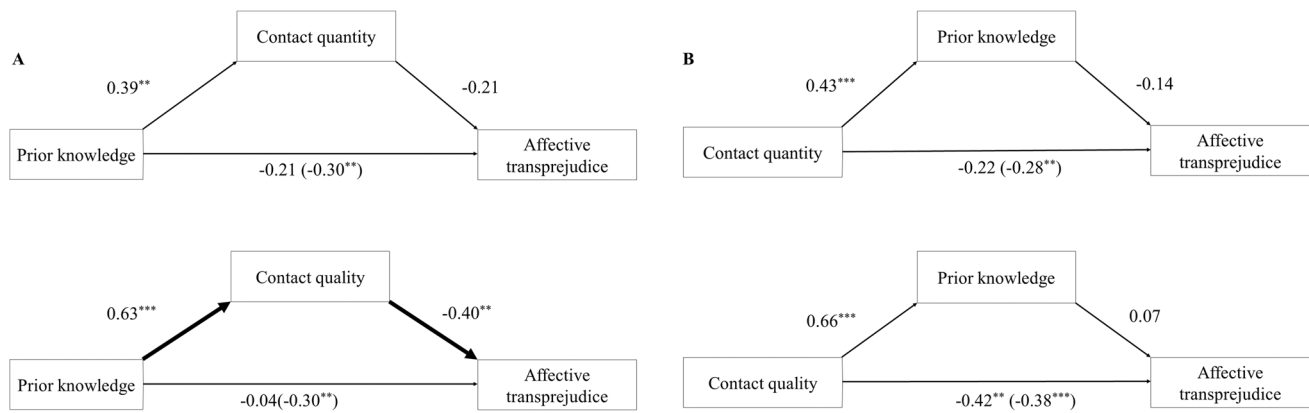 A
Contact quantity
0.39**
-0.21
Prior knowledge
Affective
transprejudice
-0.21 (-0.30**)
Contact quality
0.63***
-0.40**
Prior knowledge
Affective
transprejudice
-0.04(-0.30**)
B
Prior knowledge
0.43***
-0.14
Contact quantity
Affective
transprejudice
-0.22 (-0.28**)
Prior knowledge
0.66***
0.07
Contact quality
Affective
transprejudice
-0.42** (-0.38***)